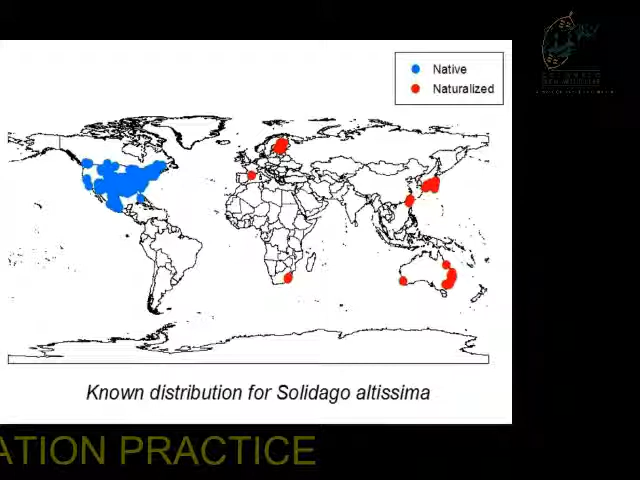 Native
Naturalized
Known distribution for Solidago altissima
ATION PRACTICE